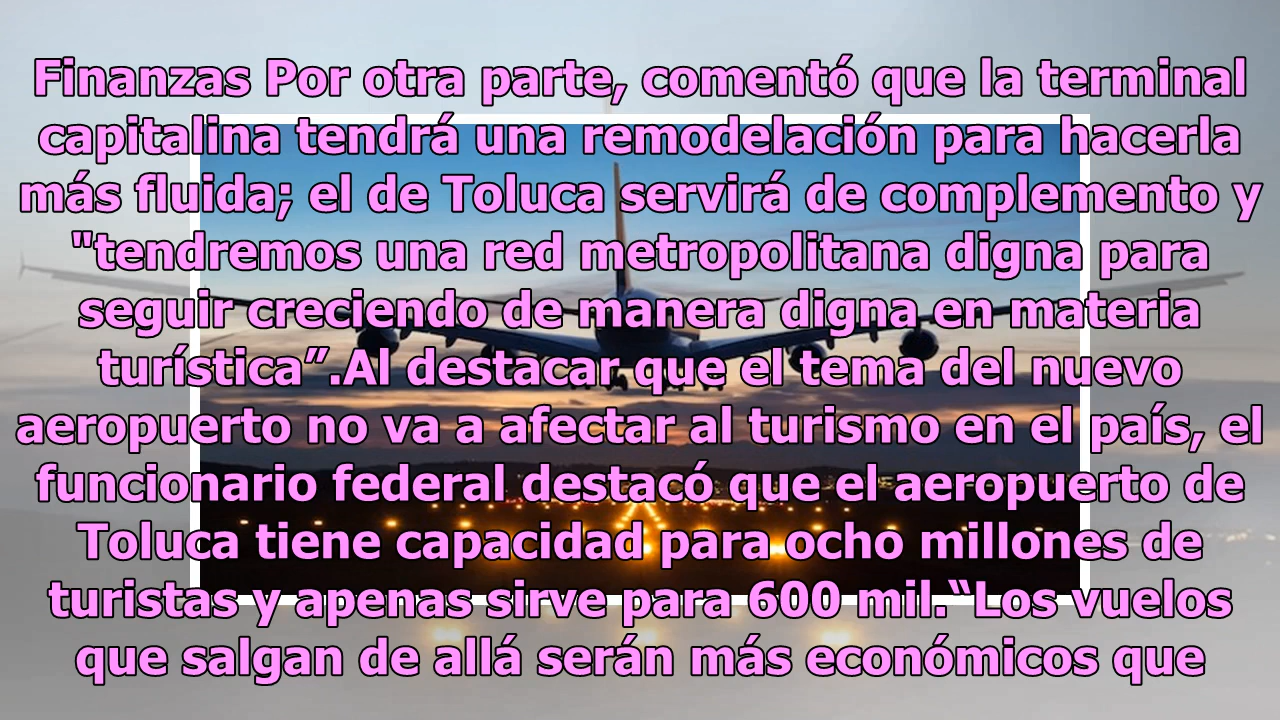 Finanzas Por otra parte, comentó que la terminal
capitalina tendrá una remodelación para hacerla
más fluida; el de Toluca servirá de complemento y
"tendremos una red metropolitana digna para
seguir creciendo de manera digna en materia
turística”.Al destacar que el tema del nuevo
aeropuerto no va a afectar al turismo en el país, el
funcionario federal destacó que el aeropuerto de
Toluca tiene capacidad para ocho millones de
turistas y apenas sirve para 600 mil.“Los vuelos
que salgan de allá serán más económicos que